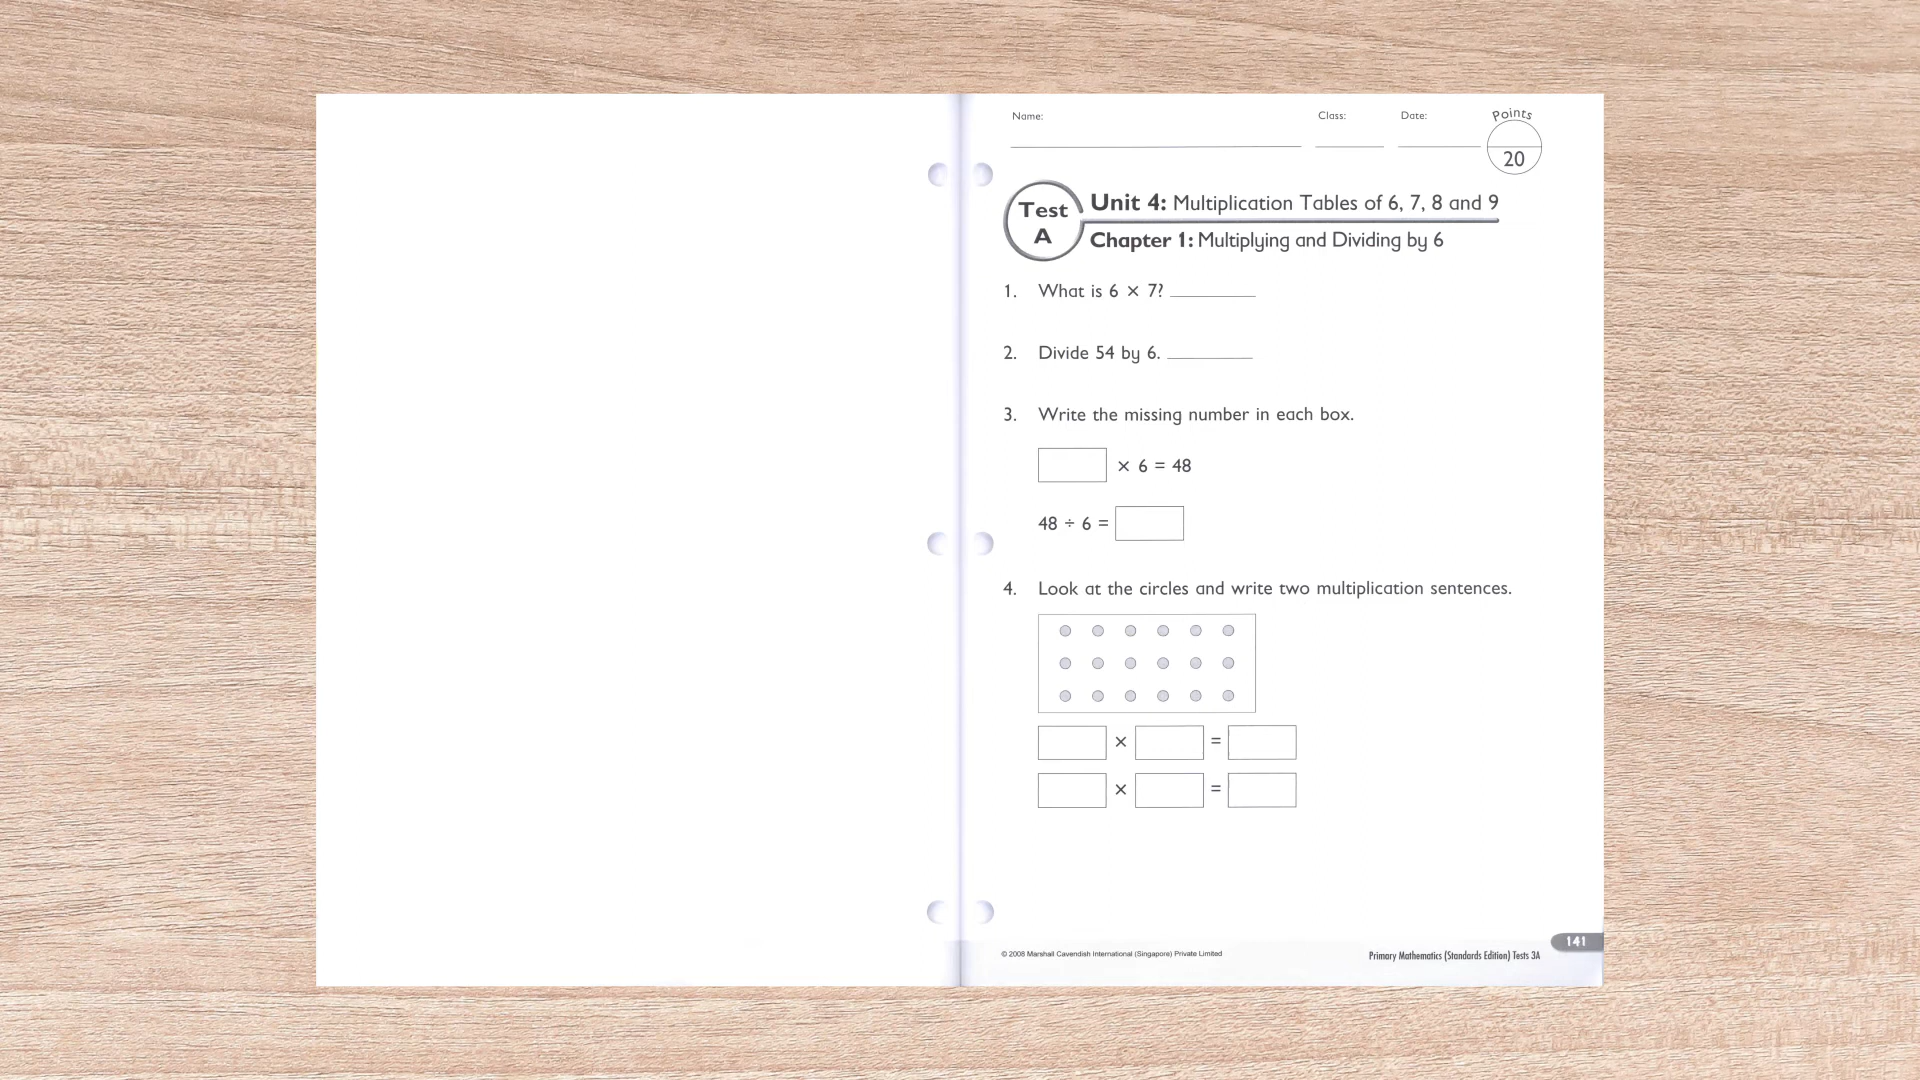 Name:
Class:
Date:
Points
20
Test
A
Unit 4: Multiplication Tables of 6, 7, 8 and 9
Chapter 1: Multiplying and Dividing by 6
1. What is 6 × 7?
2. Divide 54 by 6.
3. Write the missing number in each box.
× 6 = 48
48 ÷ 6 =
4. Look at the circles and write two multiplication sentences.
× =
× =
© 2008 Marshall Cavendish International (Singapore) Private Limited
Primary Mathematics (Standards Edition) Tests 3A
141